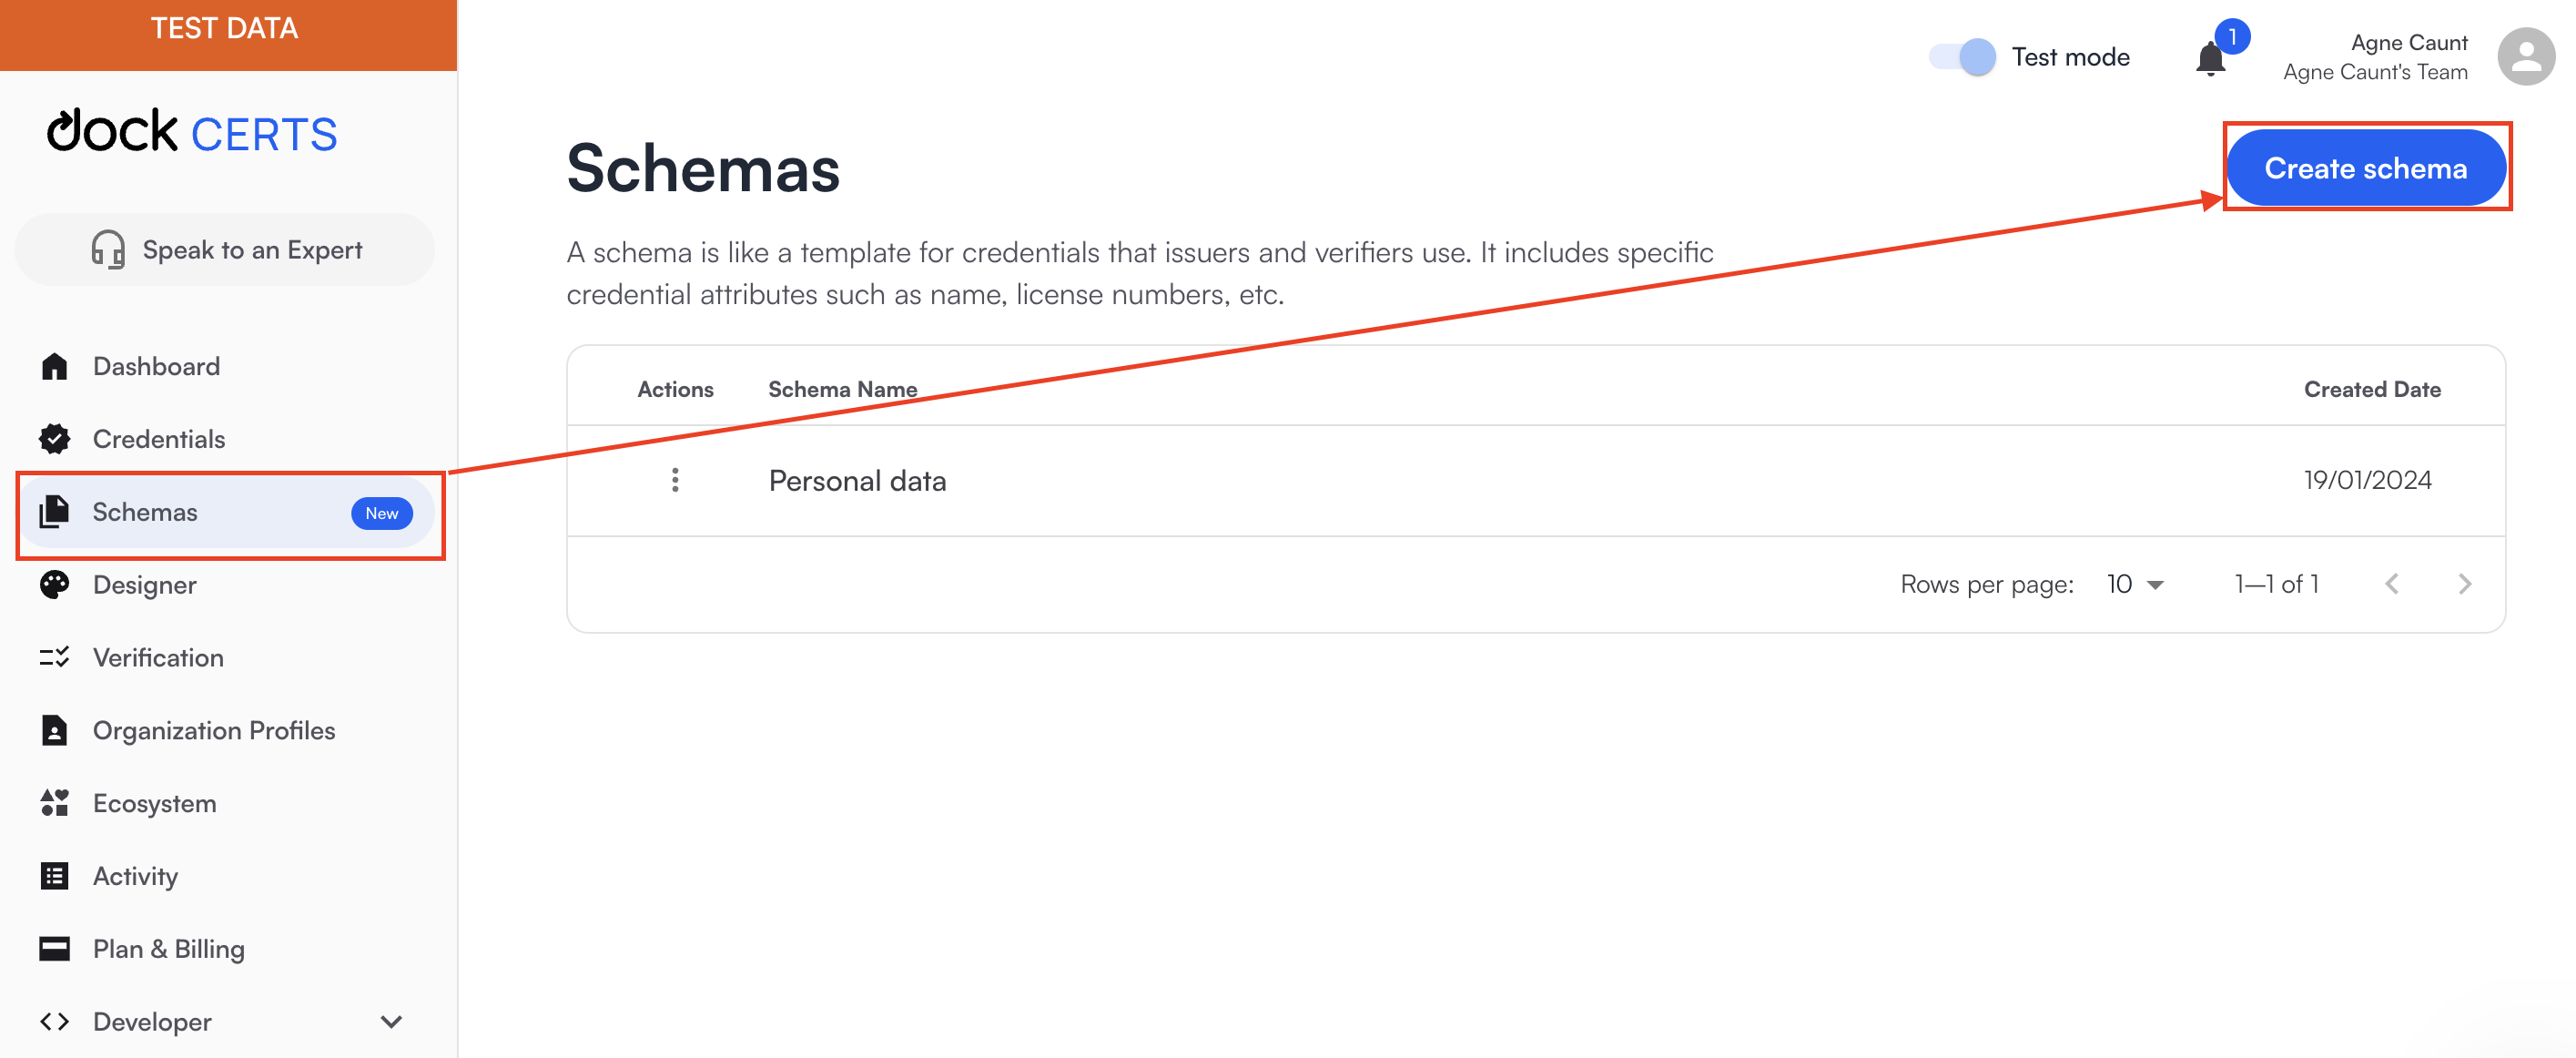 TEST DATA
dock CERTS
Speak to an Expert
Dashboard
Credentials
Schemas New
Designer
Verification
Organization Profiles
Ecosystem
Activity
Plan & Billing
Developer
Test mode
1
Agne Caunt
Agne Caunt's Team
Schemas
Create schema
A schema is like a template for credentials that issuers and verifiers use. It includes specific
credential attributes such as name, license numbers, etc.
Actions Schema Name Created Date
Personal data 19/01/2024
Rows per page: 10 1–1 of 1